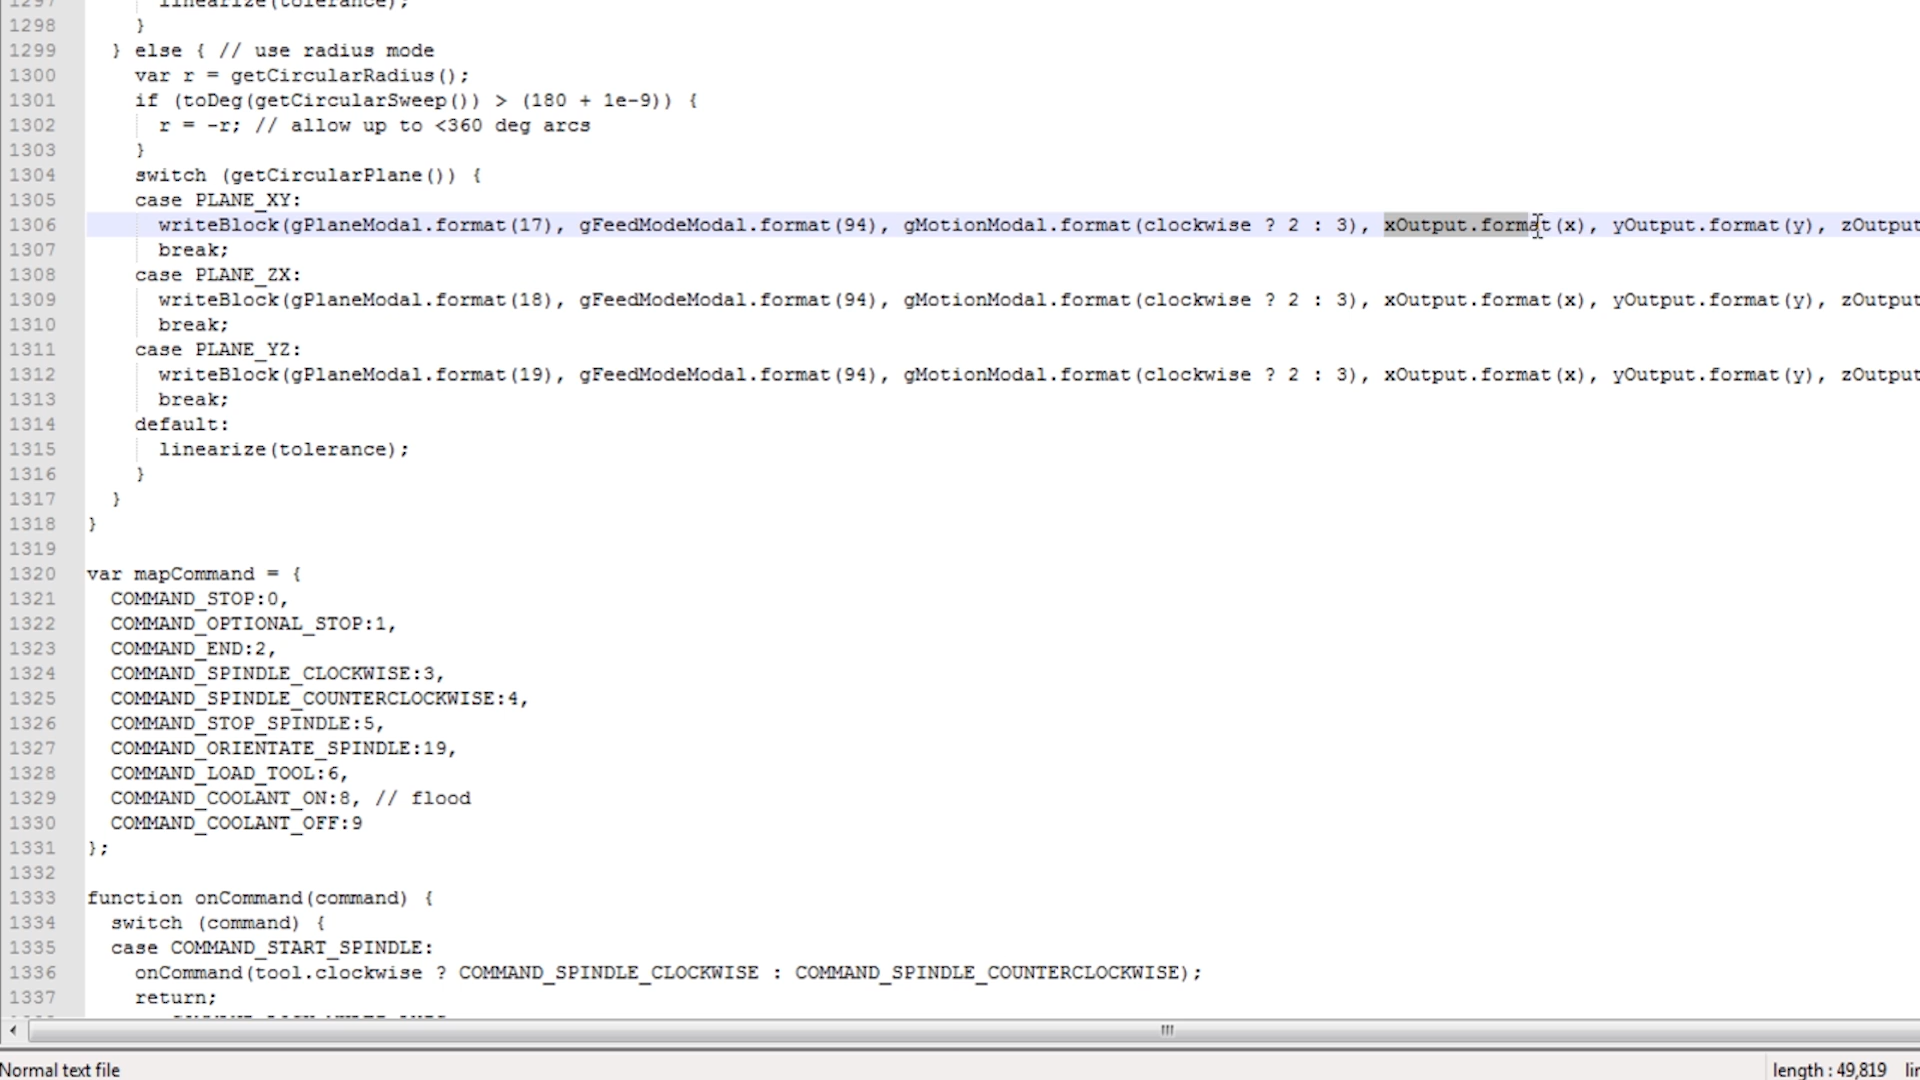 1297 linearize(tolerance);
1298 }
1299 } else { // use radius mode
1300 var r = getCircularRadius();
1301 if (toDeg(getCircularSweep()) > (180 + 1e-9)) {
1302 r = -r; // allow up to <360 deg arcs
1303 }
1304 switch (getCircularPlane()) {
1305 case PLANE_XY:
1306 writeBlock(gPlaneModal.format(17), gFeedModeModal.format(94), gMotionModal.format(clockwise ? 2 : 3), xOutput.format(x), yOutput.format(y), zOutput
1307 break;
1308 case PLANE_ZX:
1309 writeBlock(gPlaneModal.format(18), gFeedModeModal.format(94), gMotionModal.format(clockwise ? 2 : 3), xOutput.format(x), yOutput.format(y), zOutput
1310 break;
1311 case PLANE_YZ:
1312 writeBlock(gPlaneModal.format(19), gFeedModeModal.format(94), gMotionModal.format(clockwise ? 2 : 3), xOutput.format(x), yOutput.format(y), zOutput
1313 break;
1314 default:
1315 linearize(tolerance);
1316 }
1317 }
1318 }
1319
1320 var mapCommand = {
1321 COMMAND_STOP:0,
1322 COMMAND_OPTIONAL_STOP:1,
1323 COMMAND_END:2,
1324 COMMAND_SPINDLE_CLOCKWISE:3,
1325 COMMAND_SPINDLE_COUNTERCLOCKWISE:4,
1326 COMMAND_STOP_SPINDLE:5,
1327 COMMAND_ORIENTATE_SPINDLE:19,
1328 COMMAND_LOAD_TOOL:6,
1329 COMMAND_COOLANT_ON:8, // flood
1330 COMMAND_COOLANT_OFF:9
1331 };
1332
1333 function onCommand(command) {
1334 switch (command) {
1335 case COMMAND_START_SPINDLE:
1336 onCommand(tool.clockwise ? COMMAND_SPINDLE_CLOCKWISE : COMMAND_SPINDLE_COUNTERCLOCKWISE);
1337 return;
Normal text file
length : 49,819 lin